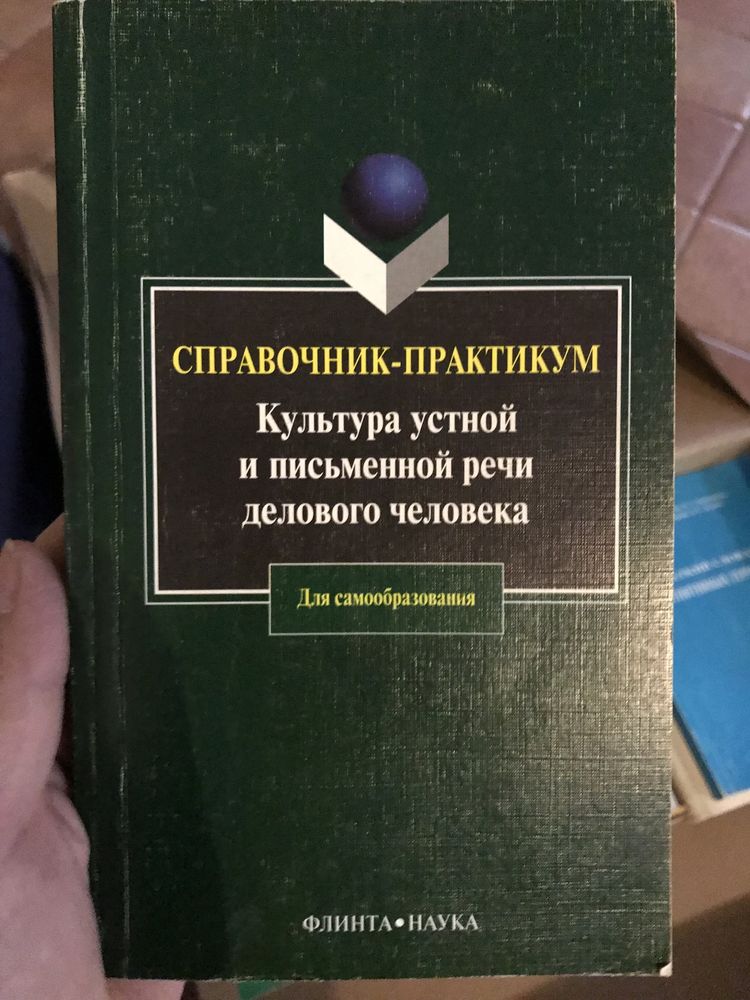 СПРАВОЧНИК-ПРАКТИКУМ
Культура устной
и письменной речи
делового человека
Для самообразования
ФЛИНТА•НАУКА